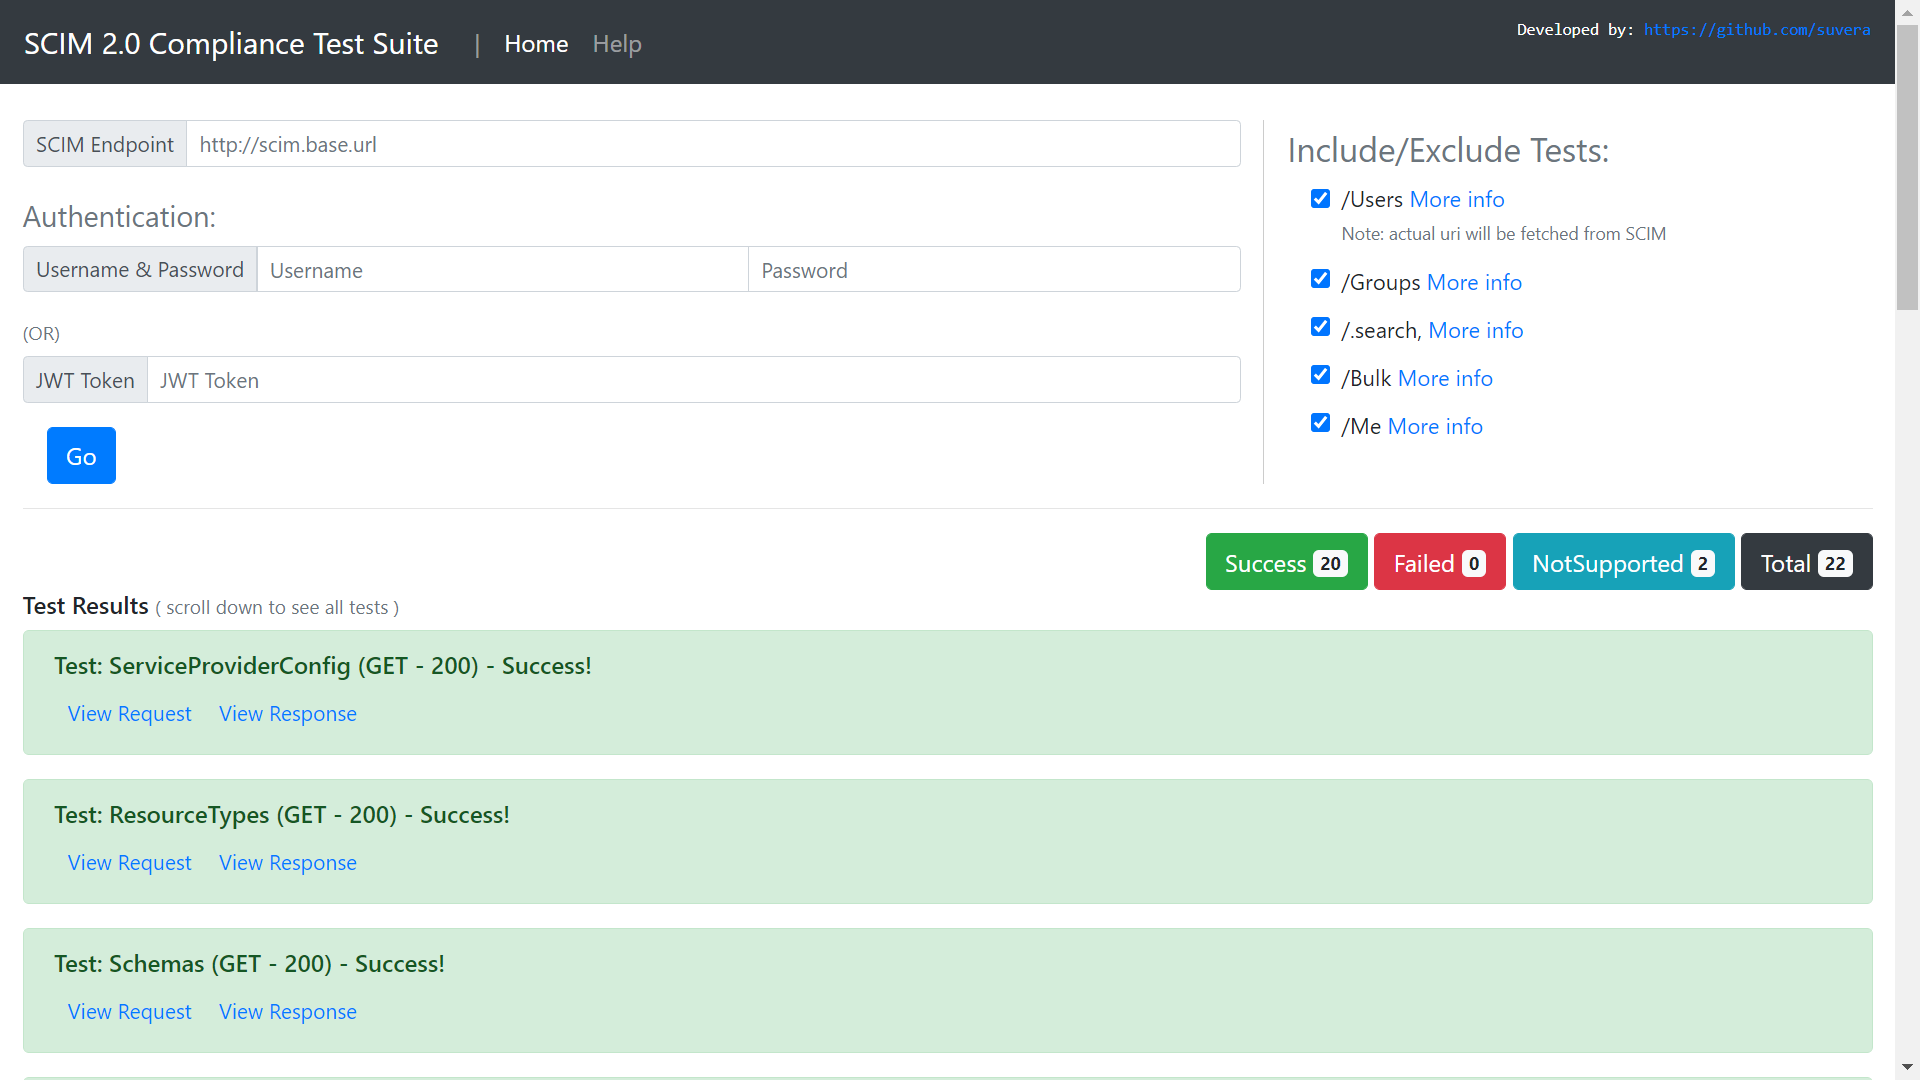 SCIM 2.0 Compliance Test Suite | Home Help
Developed by: https://github.com/suvera
SCIM Endpoint http://scim.base.url
Authentication:
Username & Password Username Password
(OR)
JWT Token JWT Token
Go
Include/Exclude Tests:
/Users More info
Note: actual uri will be fetched from SCIM
/Groups More info
/.search, More info
/Bulk More info
/Me More info
Success 20 Failed 0 NotSupported 2 Total 22
Test Results ( scroll down to see all tests )
Test: ServiceProviderConfig (GET - 200) - Success!
View Request View Response
Test: ResourceTypes (GET - 200) - Success!
View Request View Response
Test: Schemas (GET - 200) - Success!
View Request View Response